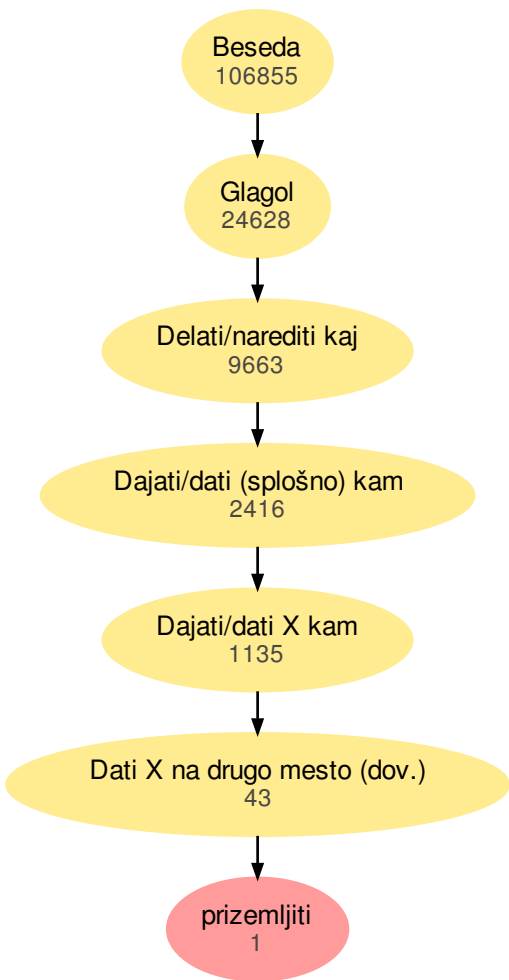 Beseda
106855
Glagol
24628
Delati/narediti kaj
9663
Dajati/dati (splošno) kam
2416
Dajati/dati X kam
1135
Dati X na drugo mesto (dov.)
43
prizemljiti
1